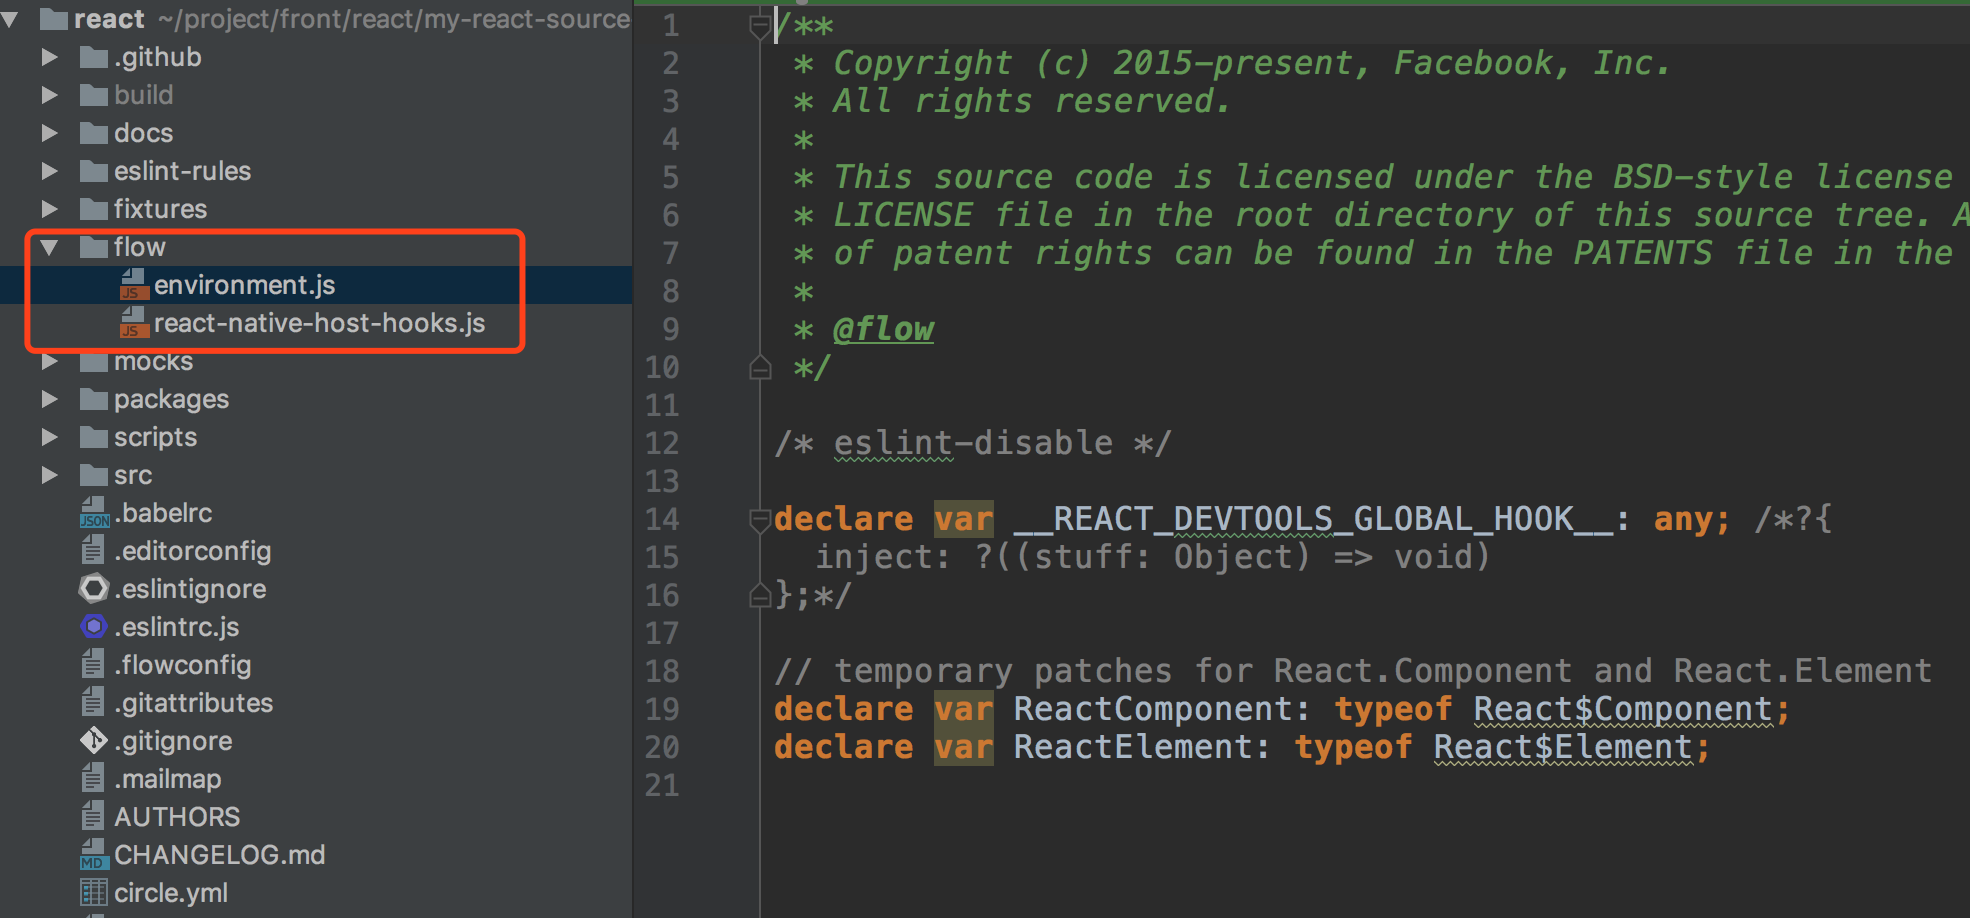 react ~/project/front/react/my-react-source
.github
build
docs
eslint-rules
fixtures
flow
JS environment.js
JS react-native-host-hooks.js
mocks
packages
scripts
src
JSON .babelrc
.editorconfig
.eslintignore
.eslintrc.js
.flowconfig
.gitattributes
.gitignore
.mailmap
AUTHORS
MD CHANGELOG.md
circle.yml
1 /**
2 * Copyright (c) 2015-present, Facebook, Inc.
3 * All rights reserved.
4 *
5 * This source code is licensed under the BSD-style license
6 * LICENSE file in the root directory of this source tree. A
7 * of patent rights can be found in the PATENTS file in the
8 *
9 * @flow
10 */
11
12 /* eslint-disable */
13
14 declare var __REACT_DEVTOOLS_GLOBAL_HOOK__: any; /*?{
15 inject: ?((stuff: Object) => void)
16 };*/
17
18 // temporary patches for React.Component and React.Element
19 declare var ReactComponent: typeof React$Component;
20 declare var ReactElement: typeof React$Element;
21